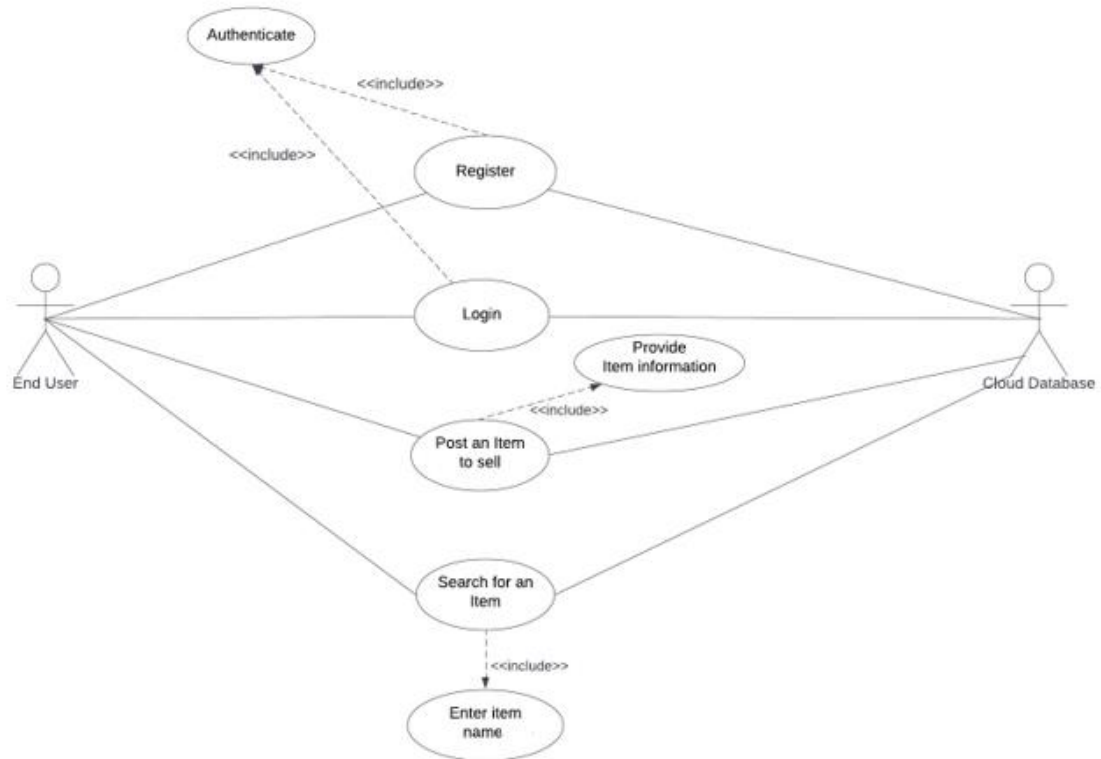 Authenticate
<<include>>
<<include>>
Register
Login
Provide
Item information
End User
Cloud Database
<<include>>
Post an Item
to sell
Search for an
Item
<<include>>
Enter item
name